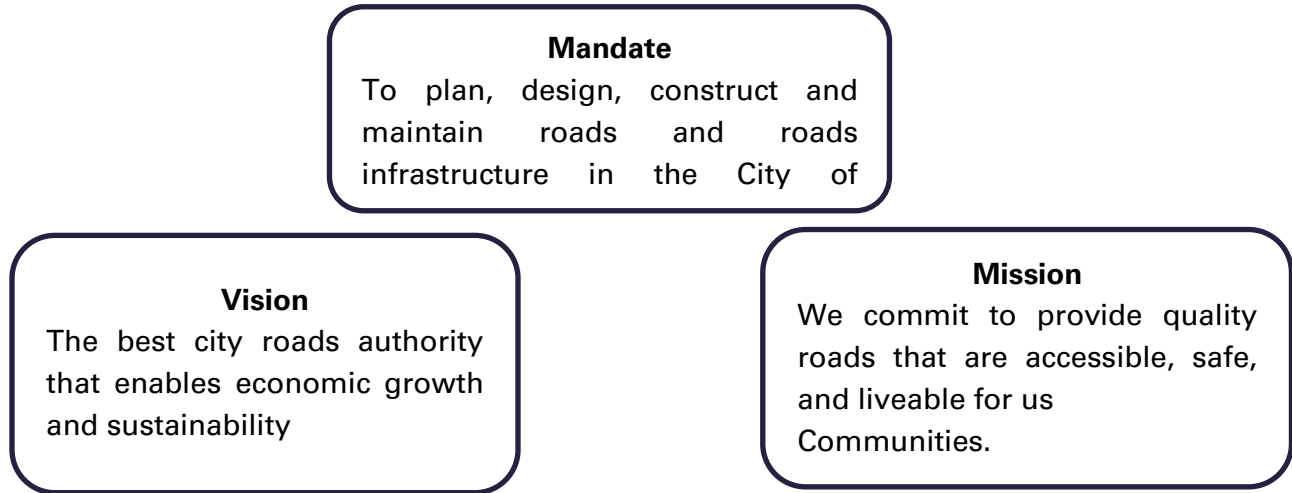 Mandate
To plan, design, construct and
maintain roads and roads
infrastructure in the City of
Vision
The best city roads authority
that enables economic growth
and sustainability
Mission
We commit to provide quality
roads that are accessible, safe,
and liveable for us
Communities.